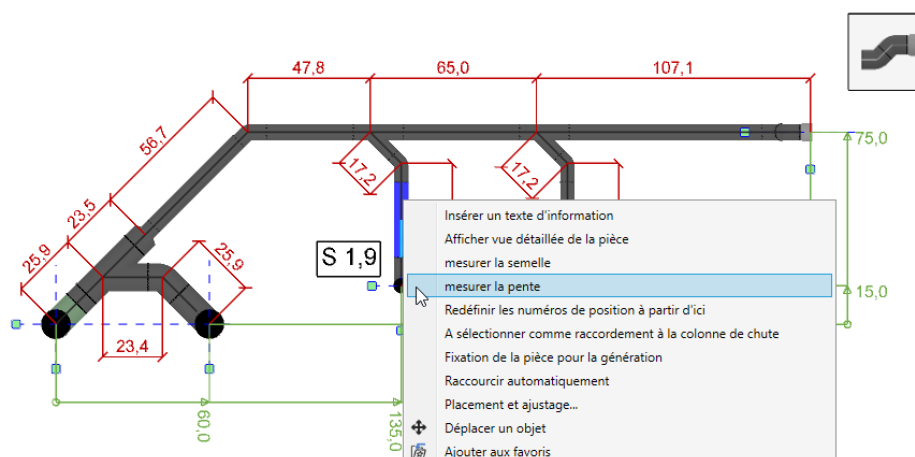 47,8
65,0
107,1
56,7
75,0
17,2
17,2
23,5
S 1,9
25,9
25,9
15,0
23,4
60,0
135,0
Insérer un texte d'information
Afficher vue détaillée de la pièce
mesurer la semelle
mesurer la pente
Redéfinir les numéros de position à partir d'ici
A sélectionner comme raccordement à la colonne de chute
Fixation de la pièce pour la génération
Raccourcir automatiquement
Placement et ajustage...
Déplacer un objet
Ajouter aux favoris